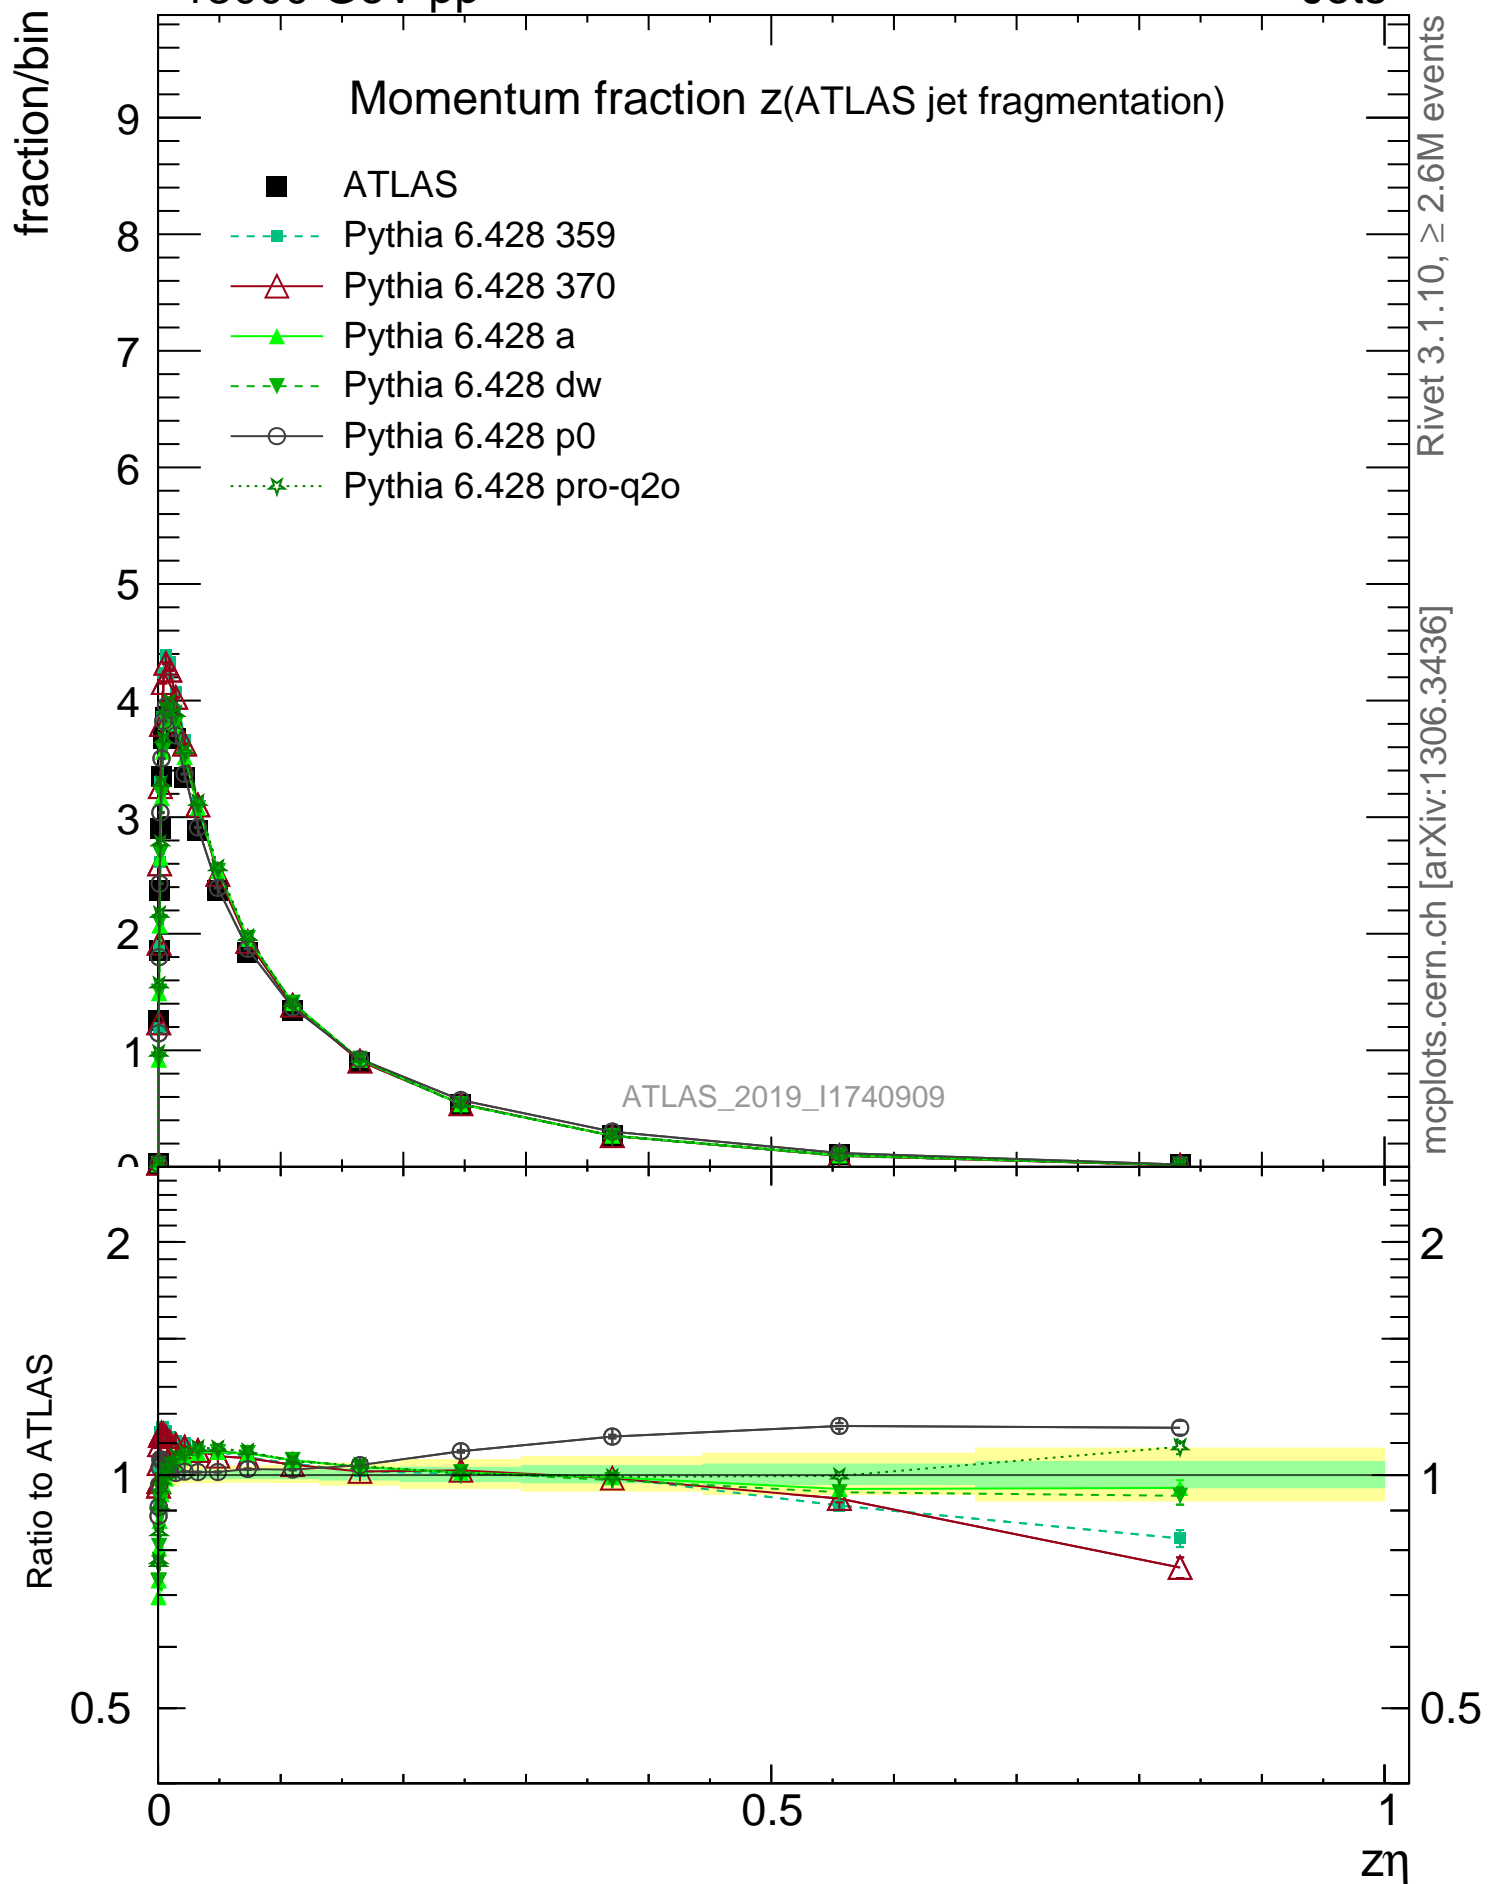 fraction/bin
Momentum fraction z(ATLAS jet fragmentation)
ATLAS
Pythia 6.428 359
Pythia 6.428 370
Pythia 6.428 a
Pythia 6.428 dw
Pythia 6.428 p0
Pythia 6.428 pro-q2o
9
8
7
6
5
4
3
2
1
0
ATLAS_2019_I1740909
Rivet 3.1.10, ≥ 2.6M events
mcplots.cern.ch [arXiv:1306.3436]
Ratio to ATLAS
2
1
0.5
2
1
0.5
0
0.5
1
zη